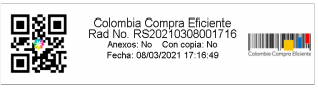 Colombia Compra Eficiente
Rad No. RS20210308001716
Anexos: No Con copia: No
Fecha: 08/03/2021 17:16:49
Colombia Compra Eficiente